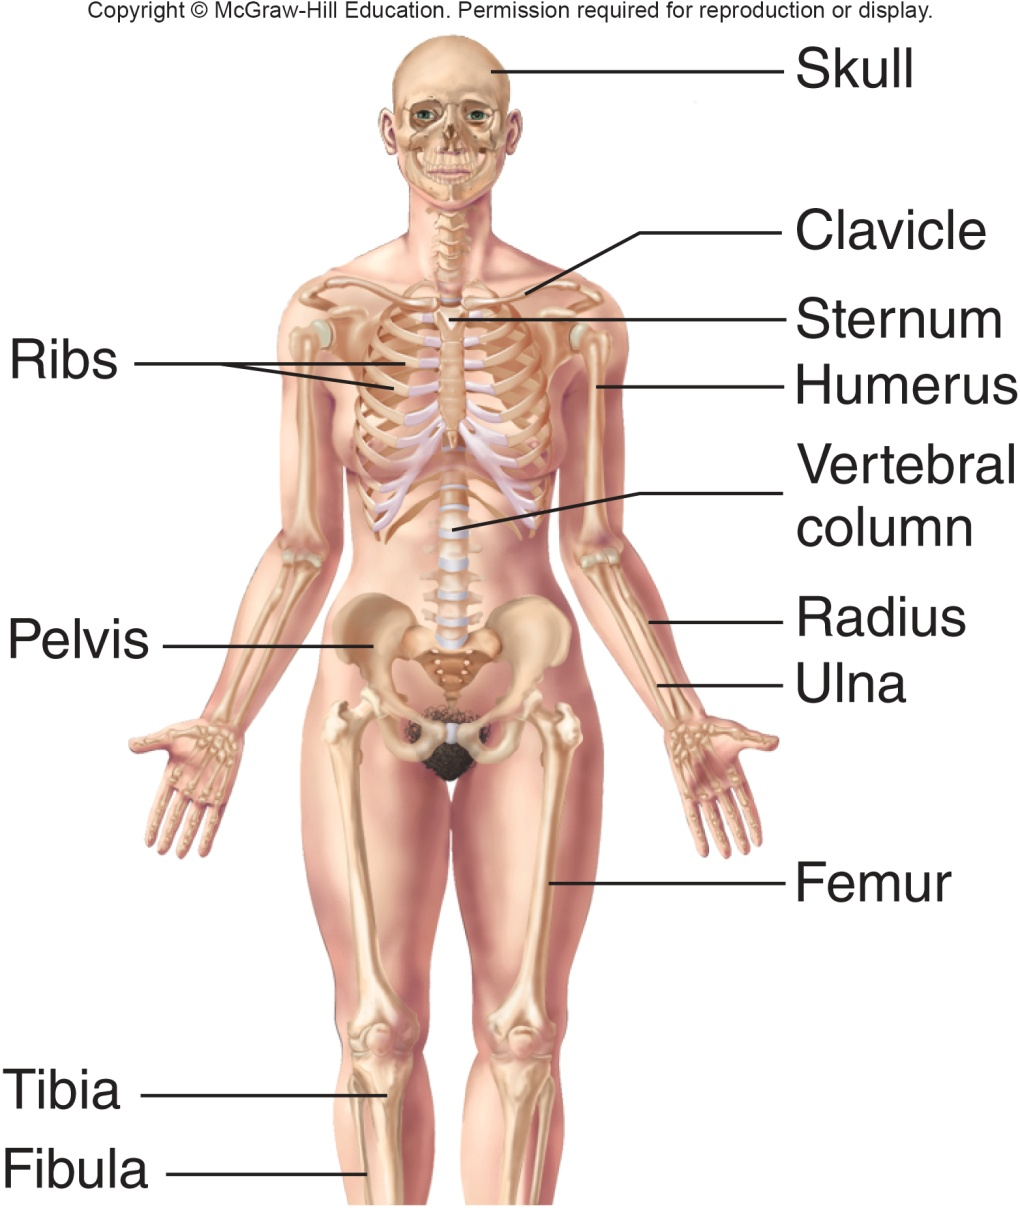 Copyright © McGraw-Hill Education. Permission required for reproduction or display.
Skull
Clavicle
Sternum
Ribs
Humerus
Vertebral
column
Radius
Pelvis
Ulna
Femur
Tibia
Fibula